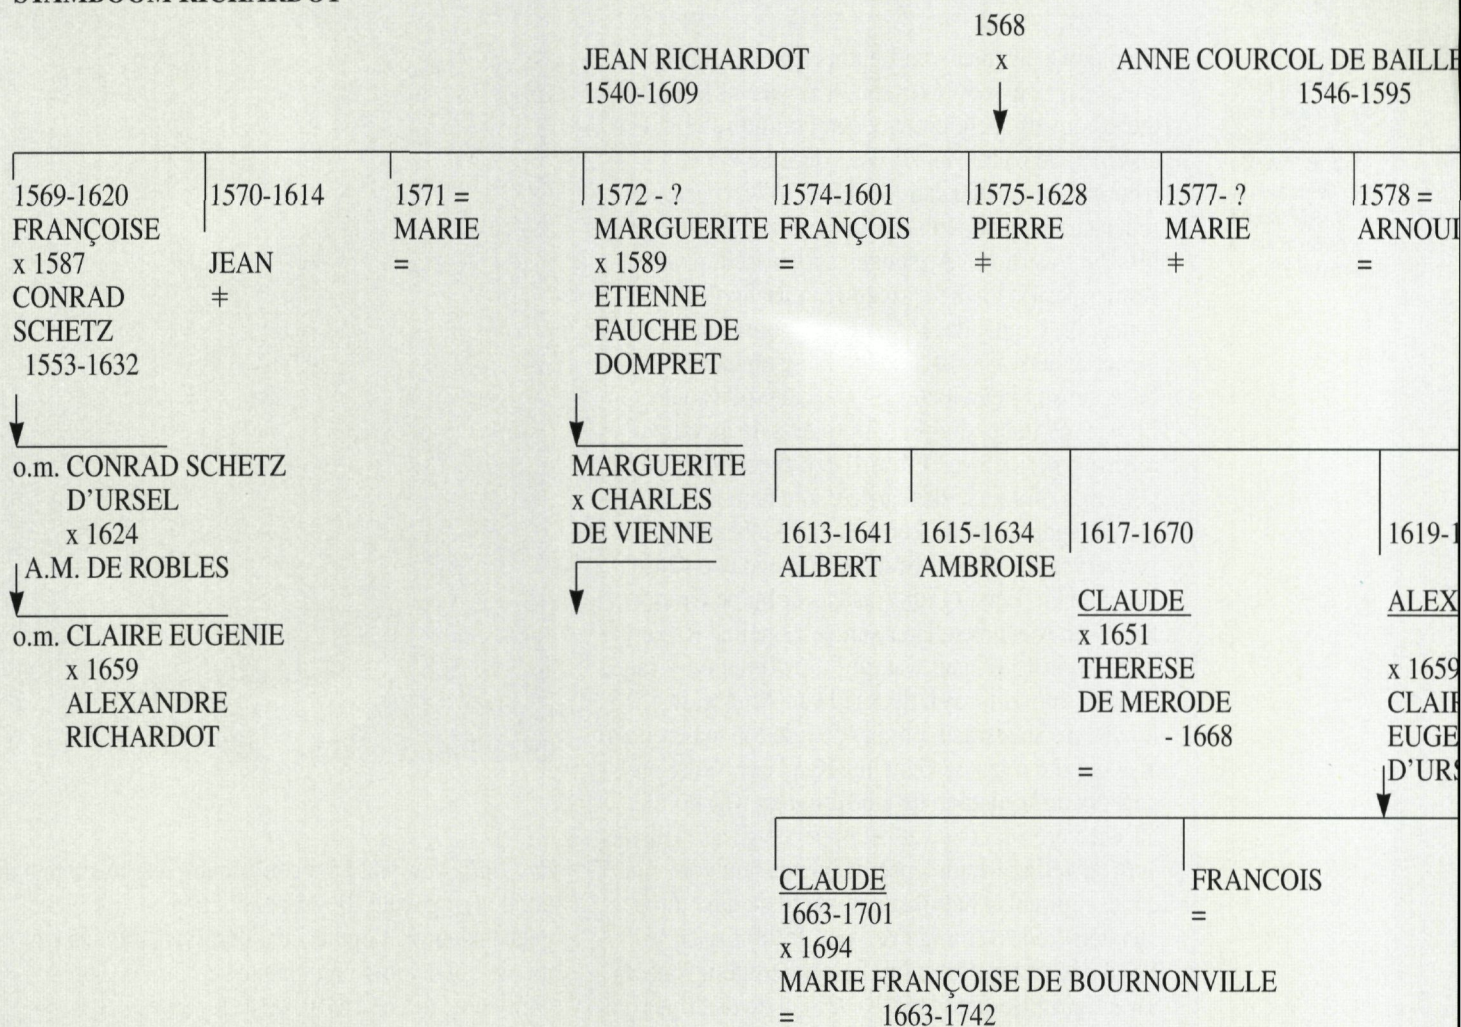 STAMBOOM RICHARDOT
1568
JEAN RICHARDOT x ANNE COURCOL DE BAILLE
1540-1609 1546-1595
1569-1620
FRANÇOISE
x 1587
CONRAD
SCHETZ
1553-1632
1570-1614
JEAN
ǂ
1571 =
MARIE
=
1572 - ?
MARGUERITE
x 1589
ETIENNE
FAUCHE DE
DOMPRET
1574-1601
FRANÇOIS
=
1575-1628
PIERRE
ǂ
1577- ?
MARIE
ǂ
1578 =
ARNOUL
=
o.m. CONRAD SCHETZ
D'URSEL
x 1624
A.M. DE ROBLES
o.m. CLAIRE EUGENIE
x 1659
ALEXANDRE
RICHARDOT
MARGUERITE
x CHARLES
DE VIENNE
1613-1641
ALBERT
1615-1634
AMBROISE
1617-1670
CLAUDE
x 1651
THERESE
DE MERODE
- 1668
=
1619-1
ALEX
x 1659
CLAIR
EUGE
D'URS
CLAUDE
1663-1701
x 1694
MARIE FRANÇOISE DE BOURNONVILLE
= 1663-1742
FRANCOIS
=